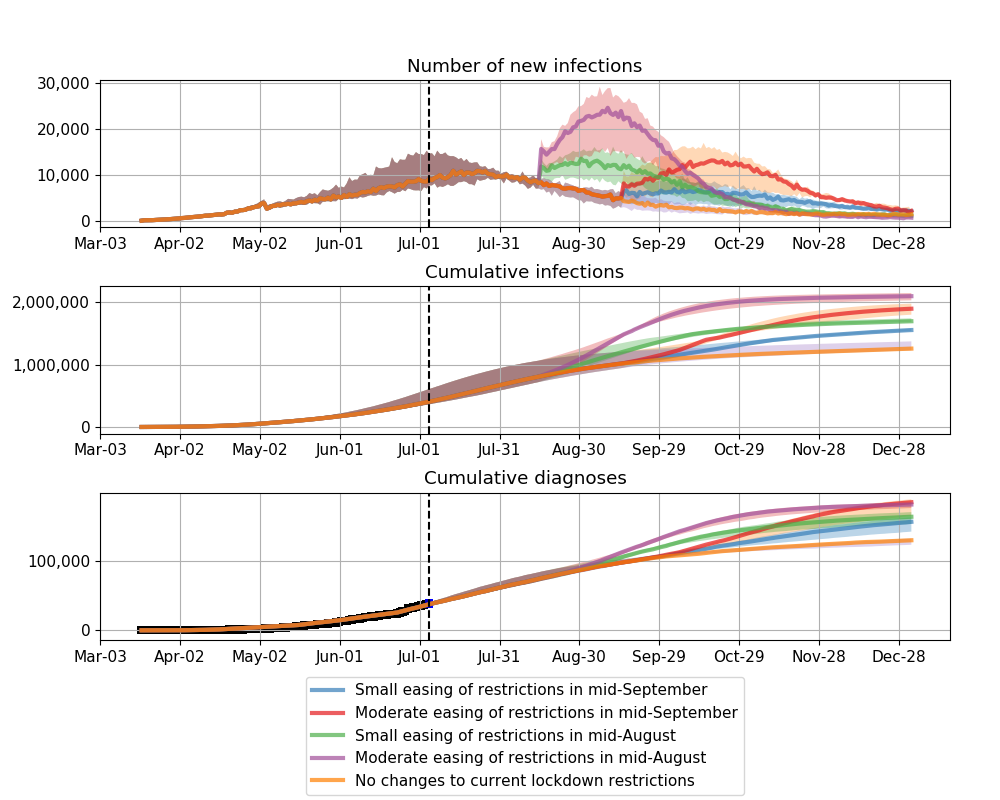 Number of new infections
30,000
20,000
10,000
0
Mar-03 Apr-02 May-02 Jun-01 Jul-01 Jul-31 Aug-30 Sep-29 Oct-29 Nov-28 Dec-28
Cumulative infections
2,000,000
1,000,000
0
Mar-03 Apr-02 May-02 Jun-01 Jul-01 Jul-31 Aug-30 Sep-29 Oct-29 Nov-28 Dec-28
Cumulative diagnoses
100,000
0
Mar-03 Apr-02 May-02 Jun-01 Jul-01 Jul-31 Aug-30 Sep-29 Oct-29 Nov-28 Dec-28
Small easing of restrictions in mid-September
Moderate easing of restrictions in mid-September
Small easing of restrictions in mid-August
Moderate easing of restrictions in mid-August
No changes to current lockdown restrictions